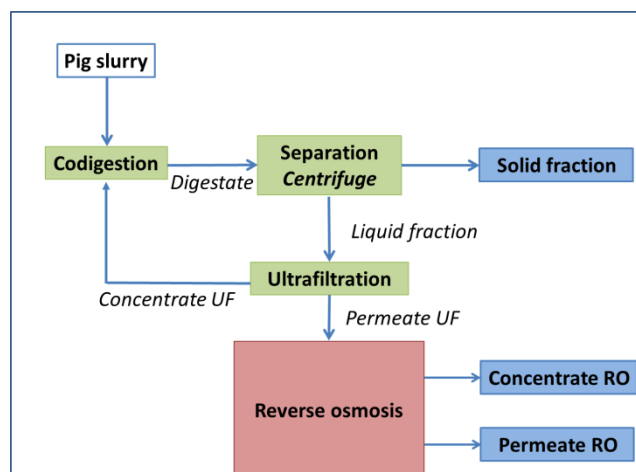 Pig slurry
Codigestion
Digestate
Separation
Centrifuge
Solid fraction
Liquid fraction
Ultrafiltration
Concentrate UF
Permeate UF
Reverse osmosis
Concentrate RO
Permeate RO